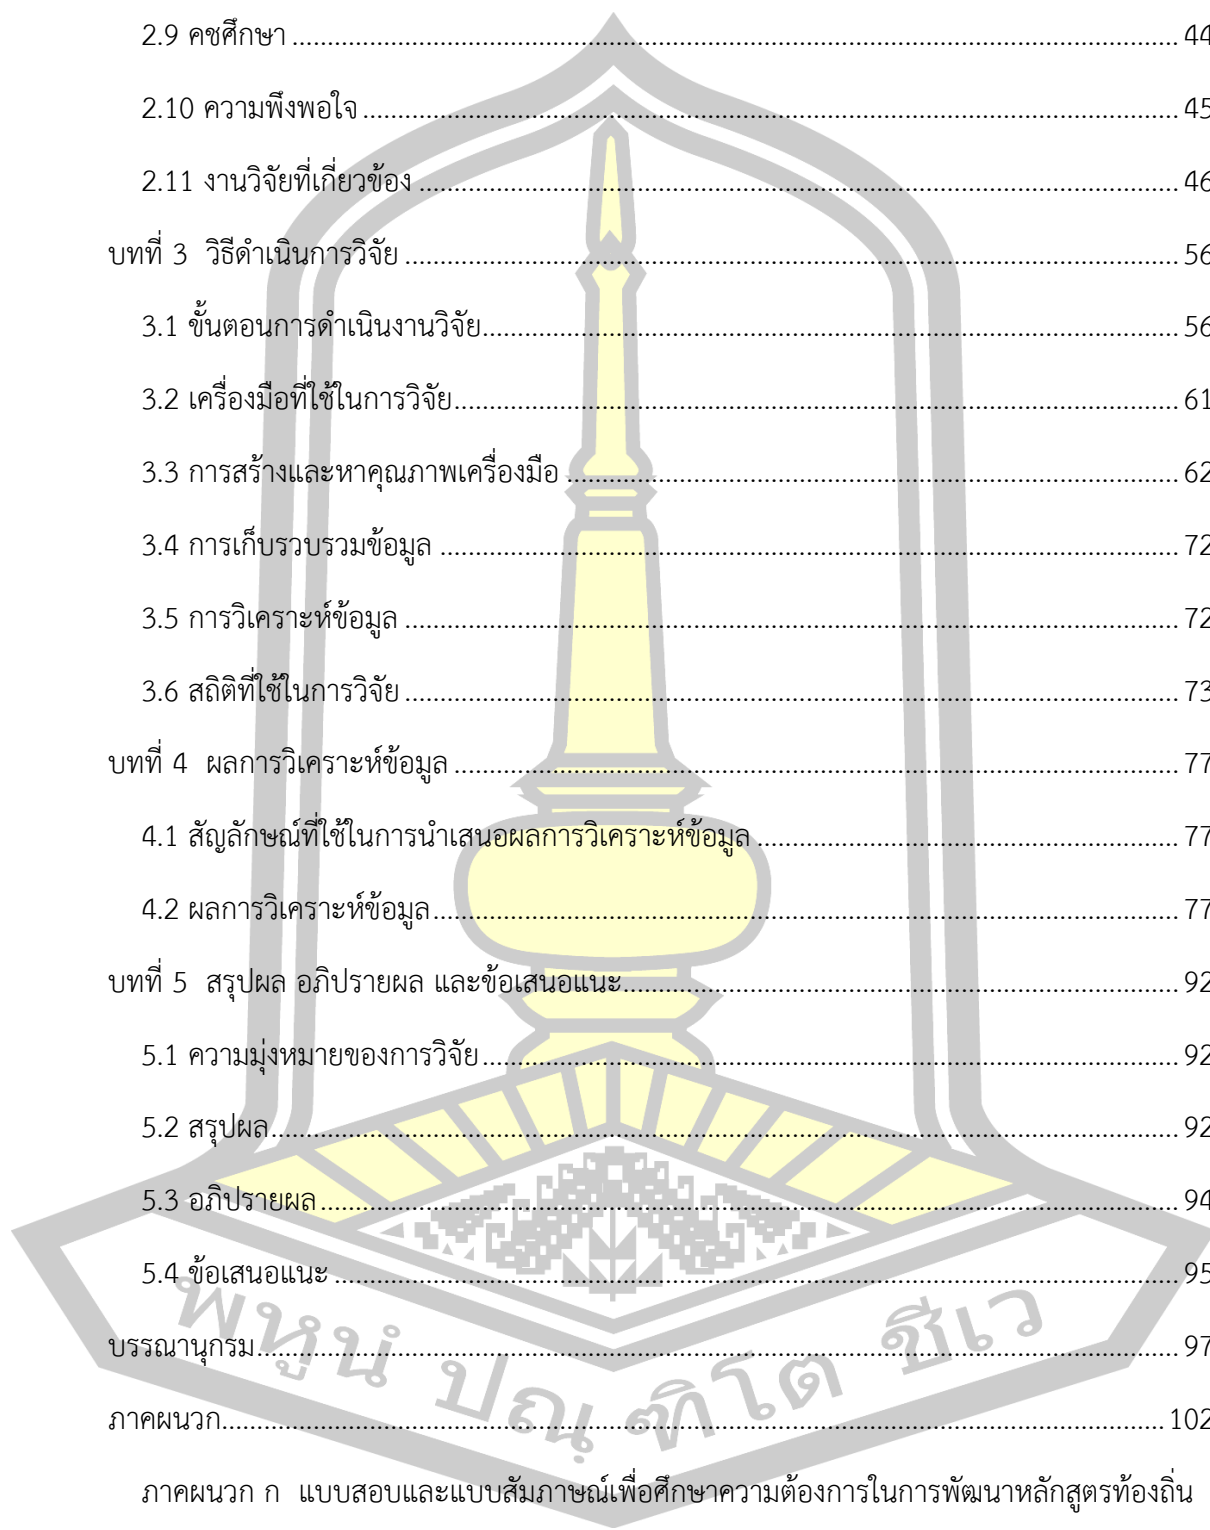 2.9 คชศึกษา ........................................ 44
2.10 ความพึงพอใจ ........................................ 45
2.11 งานวิจัยที่เกี่ยวข้อง ........................................ 46
บทที่ 3 วิธีดำเนินการวิจัย ........................................ 56
3.1 ขั้นตอนการดำเนินงานวิจัย ........................................ 56
3.2 เครื่องมือที่ใช้ในการวิจัย ........................................ 61
3.3 การสร้างและหาคุณภาพเครื่องมือ ........................................ 62
3.4 การเก็บรวบรวมข้อมูล ........................................ 72
3.5 การวิเคราะห์ข้อมูล ........................................ 72
3.6 สถิติที่ใช้ในการวิจัย ........................................ 73
บทที่ 4 ผลการวิเคราะห์ข้อมูล ........................................ 77
4.1 สัญลักษณ์ที่ใช้ในการนำเสนอผลการวิเคราะห์ข้อมูล ........................................ 77
4.2 ผลการวิเคราะห์ข้อมูล ........................................ 77
บทที่ 5 สรุปผล อภิปรายผล และข้อเสนอแนะ ........................................ 92
5.1 ความมุ่งหมายของการวิจัย ........................................ 92
5.2 สรุปผล ........................................ 92
5.3 อภิปรายผล ........................................ 94
5.4 ข้อเสนอแนะ ........................................ 95
บรรณานุกรม ........................................ 97
ภาคผนวก ........................................ 102
ภาคผนวก ก แบบสอบและแบบสัมภาษณ์เพื่อศึกษาความต้องการในการพัฒนาหลักสูตรท้องถิ่น
พหูนํ ปณฺฑิโต ชีเว